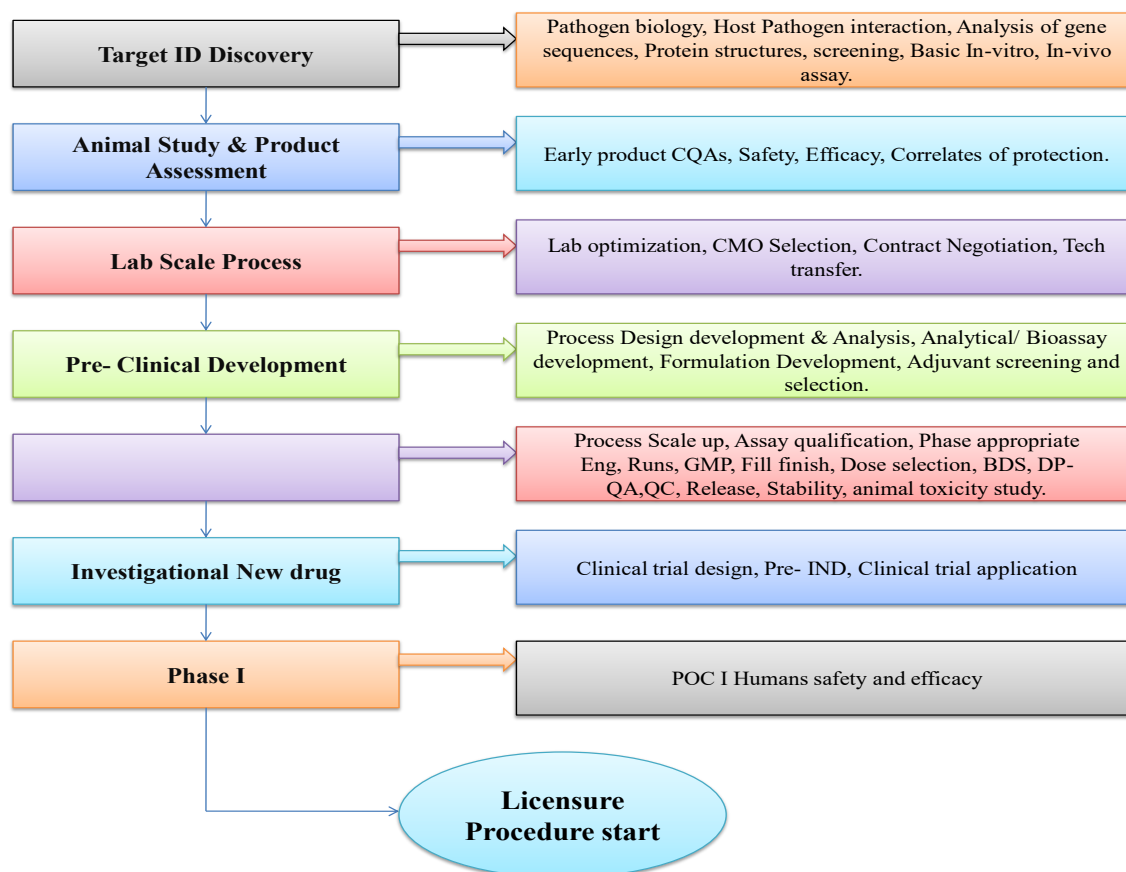 Target ID Discovery
Pathogen biology, Host Pathogen interaction, Analysis of gene
sequences, Protein structures, screening, Basic In-vitro, In-vivo
assay.
Animal Study & Product
Assessment
Early product CQAs, Safety, Efficacy, Correlates of protection.
Lab Scale Process
Lab optimization, CMO Selection, Contract Negotiation, Tech
transfer.
Pre- Clinical Development
Process Design development & Analysis, Analytical/ Bioassay
development, Formulation Development, Adjuvant screening and
selection.
Process Scale up, Assay qualification, Phase appropriate
Eng, Runs, GMP, Fill finish, Dose selection, BDS, DP-
QA,QC, Release, Stability, animal toxicity study.
Investigational New drug
Clinical trial design, Pre- IND, Clinical trial application
Phase I
POC I Humans safety and efficacy
Licensure
Procedure start